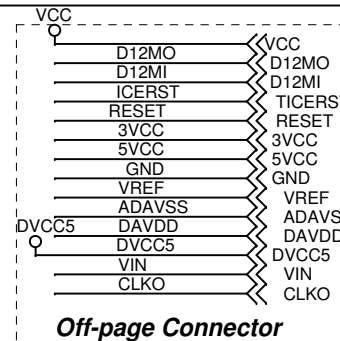 VCC
VCC
D12MO D12MO
D12MI D12MI
ICERST TICERST
RESET RESET
3VCC 3VCC
5VCC 5VCC
GND GND
VREF VREF
ADAVSS ADAVS
DAVDD DAVDD
DVCC5
DVCC5 DVCC5
VIN VIN
CLKO CLKO
Off-page Connector